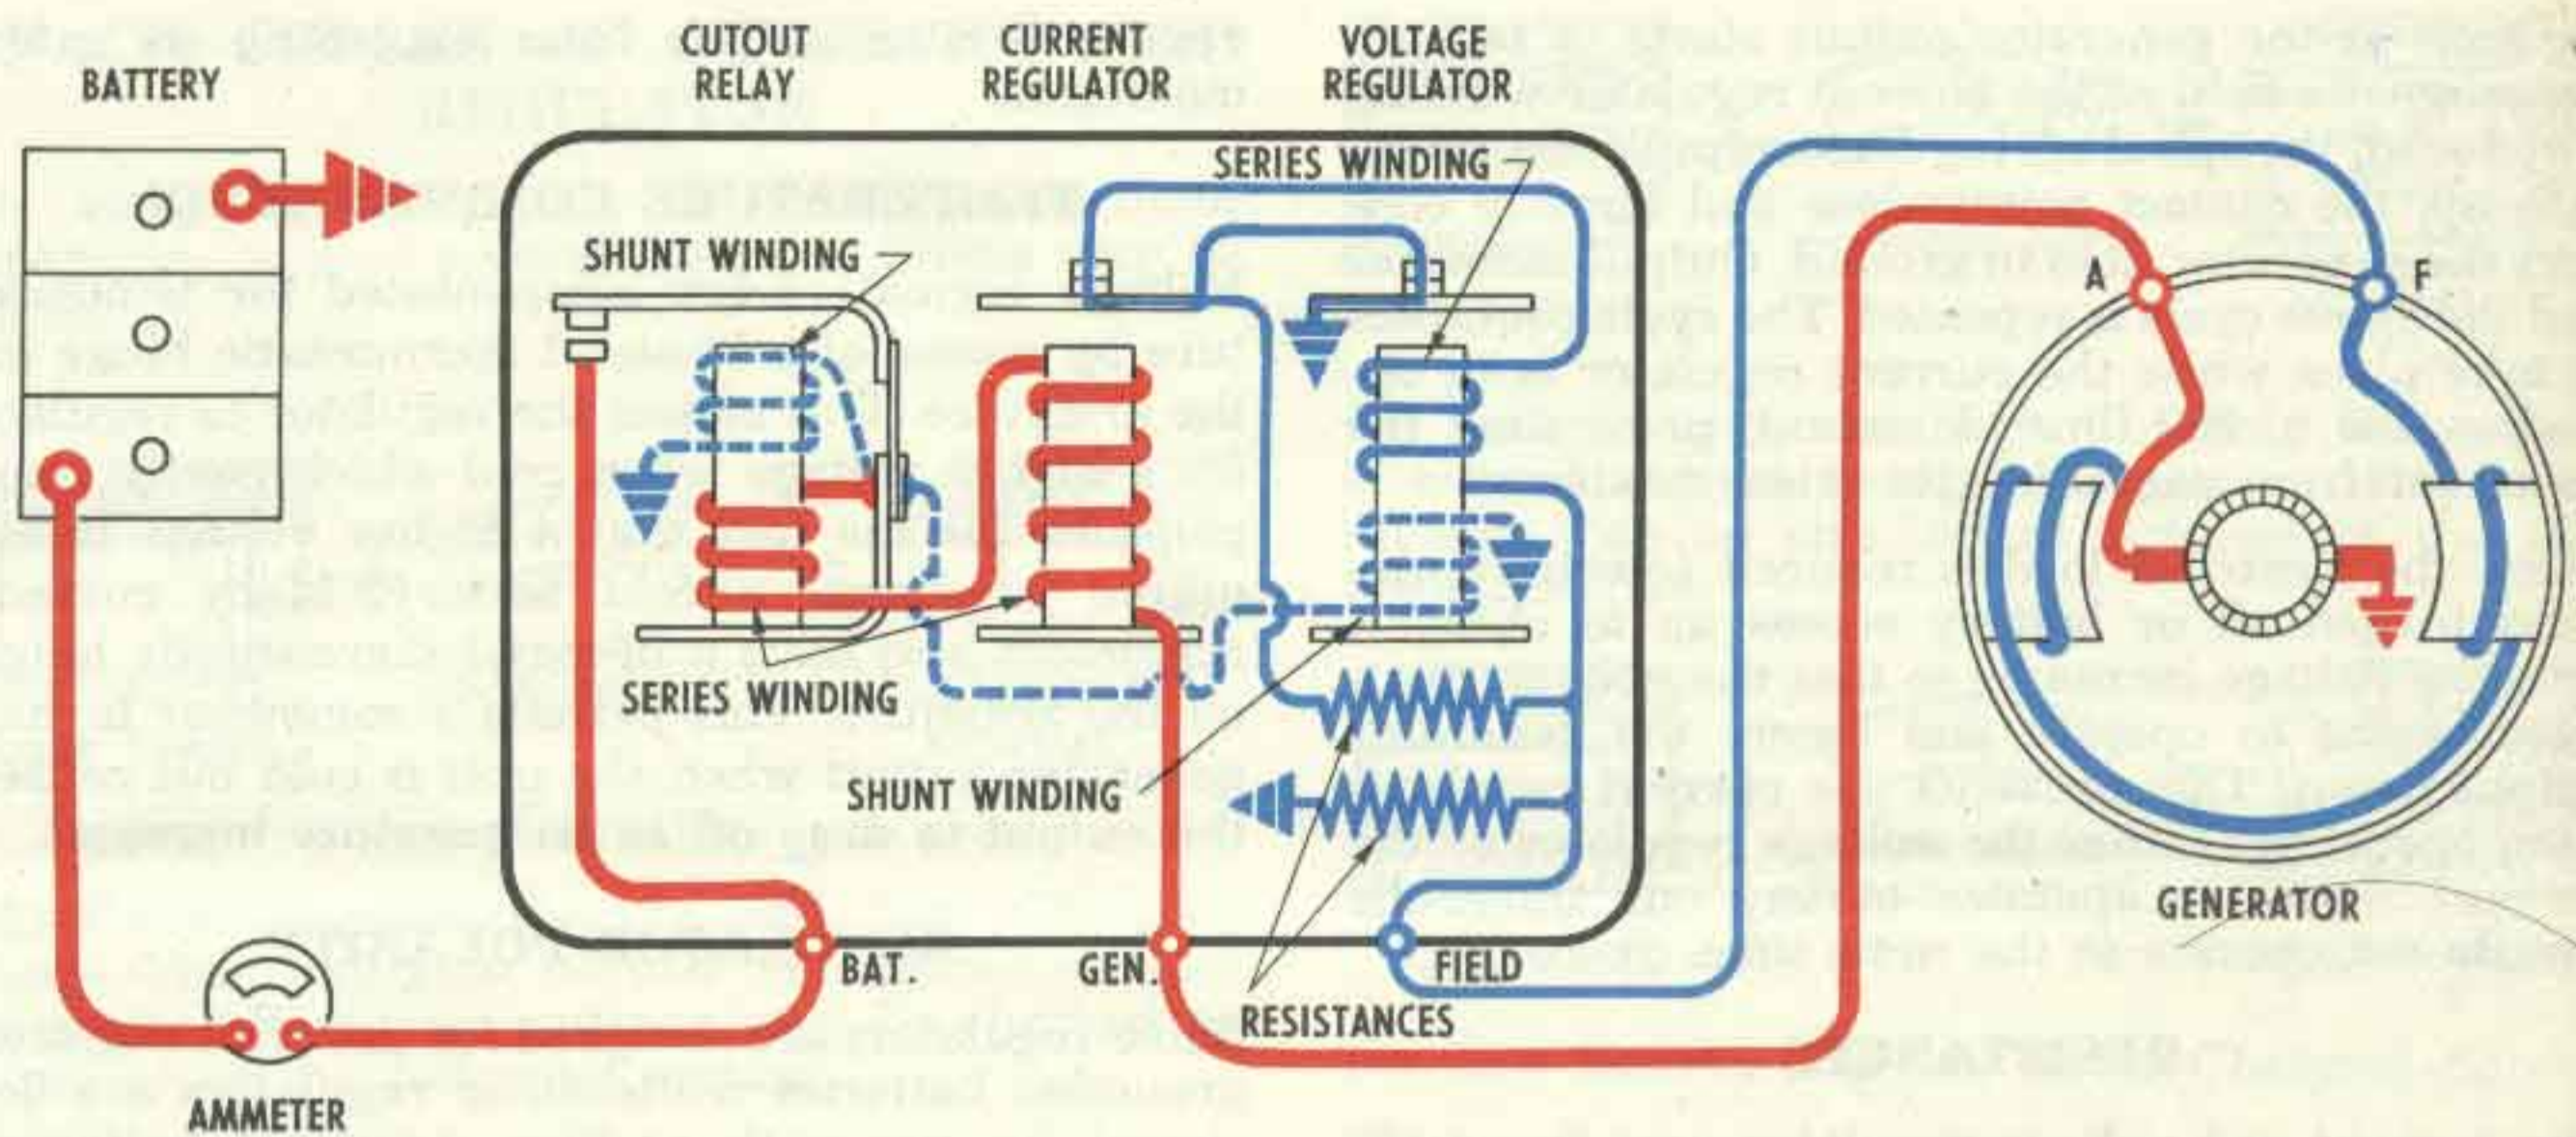 BATTERY
CUTOUT
RELAY
CURRENT
REGULATOR
VOLTAGE
REGULATOR
SERIES WINDING
SHUNT WINDING
A
F
SERIES WINDING
SHUNT WINDING
GENERATOR
BAT.
GEN.
FIELD
RESISTANCES
AMMETER